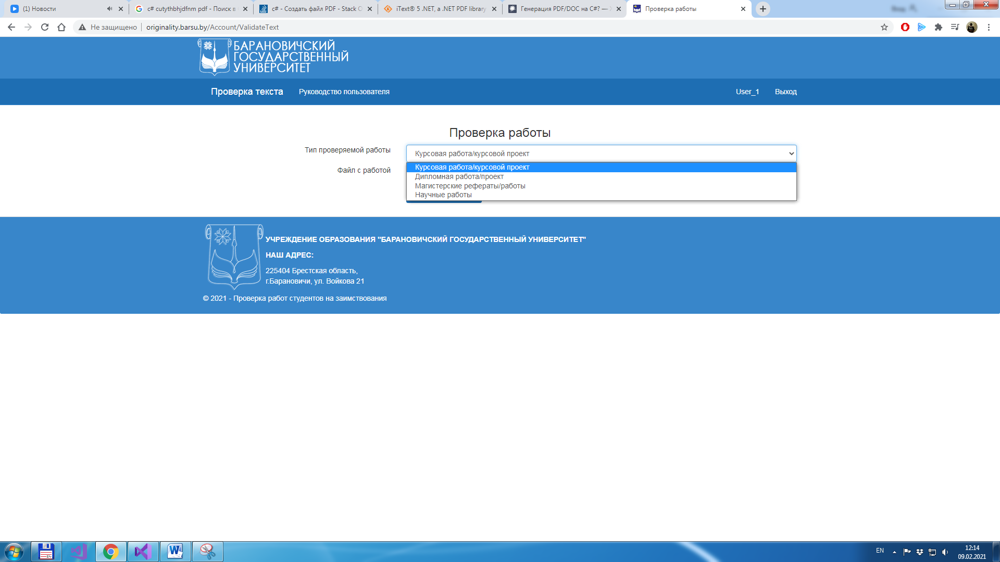 (1) Новости
c# cutythbhjdfnm pdf - Поиск в
c# - Создать файл PDF - Stack O
iText® 5 .NET, a .NET PDF library
Генерация PDF/DOC на C#? —
Проверка работы
Не защищено
originality.barsu.by/Account/ValidateText
БАРАНОВИЧСКИЙ
ГОСУДАРСТВЕННЫЙ
УНИВЕРСИТЕТ
Проверка текста
Руководство пользователя
User_1
Выход
Проверка работы
Тип проверяемой работы
Курсовая работа/курсовой проект
Курсовая работа/курсовой проект
Файл с работой
Дипломная работа/проект
Магистерские рефераты/работы
Научные работы
УЧРЕЖДЕНИЕ ОБРАЗОВАНИЯ "БАРАНОВИЧСКИЙ ГОСУДАРСТВЕННЫЙ УНИВЕРСИТЕТ"
НАШ АДРЕС:
225404 Брестская область,
г.Барановичи, ул. Войкова 21
© 2021 - Проверка работ студентов на заимствования
64
EN
12:14
09.02.2021